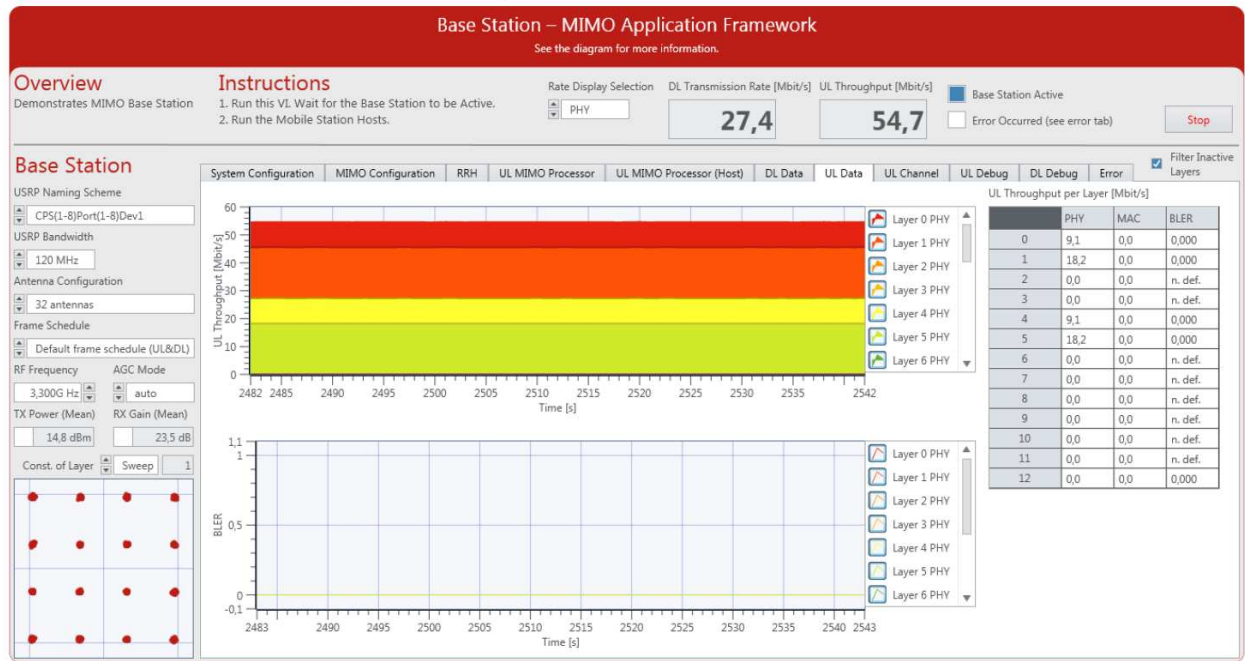 Base Station – MIMO Application Framework
See the diagram for more information.
Overview
Demonstrates MIMO Base Station
Instructions
1. Run this VI. Wait for the Base Station to be Active.
2. Run the Mobile Station Hosts.
Rate Display Selection
PHY
DL Transmission Rate [Mbit/s]
27,4
UL Throughput [Mbit/s]
54,7
Base Station Active
Error Occurred (see error tab)
Stop
Base Station
USRP Naming Scheme
CPS(1-8)Port(1-8)Dev1
USRP Bandwidth
120 MHz
Antenna Configuration
32 antennas
Frame Schedule
Default frame schedule (UL&DL)
RF Frequency AGC Mode
3,300G Hz auto
TX Power (Mean) RX Gain (Mean)
14,8 dBm 23,5 dB
Const. of Layer Sweep 1
System Configuration MIMO Configuration RRH UL MIMO Processor UL MIMO Processor (Host) DL Data UL Data UL Channel UL Debug DL Debug Error
Filter Inactive
Layers
UL Throughput [Mbit/s]
60
50
40
30
20
10
0
2482 2485 2490 2495 2500 2505 2510 2515 2520 2525 2530 2535 2542
Time [s]
Layer 0 PHY
Layer 1 PHY
Layer 2 PHY
Layer 3 PHY
Layer 4 PHY
Layer 5 PHY
Layer 6 PHY
BLER
1,1
1
0,5
0
-0,1
2483 2490 2495 2500 2505 2510 2515 2520 2525 2530 2535 2540 2543
Time [s]
Layer 0 PHY
Layer 1 PHY
Layer 2 PHY
Layer 3 PHY
Layer 4 PHY
Layer 5 PHY
Layer 6 PHY
UL Throughput per Layer [Mbit/s]
PHY MAC BLER
0 9,1 0,0 0,000
1 18,2 0,0 0,000
2 0,0 0,0 n. def.
3 0,0 0,0 n. def.
4 9,1 0,0 0,000
5 18,2 0,0 0,000
6 0,0 0,0 n. def.
7 0,0 0,0 n. def.
8 0,0 0,0 n. def.
9 0,0 0,0 n. def.
10 0,0 0,0 n. def.
11 0,0 0,0 n. def.
12 0,0 0,0 0,000